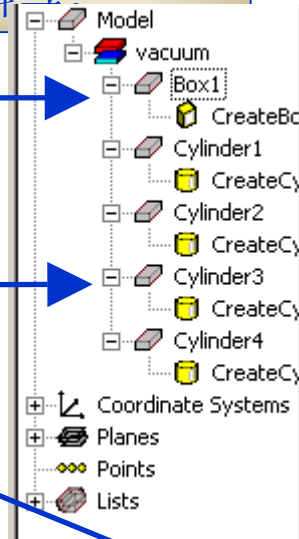 Model
vacuum
Box1
CreateBo
Cylinder1
CreateCy
Cylinder2
CreateCy
Cylinder3
CreateCy
Cylinder4
CreateCy
Coordinate Systems
Planes
Points
Lists